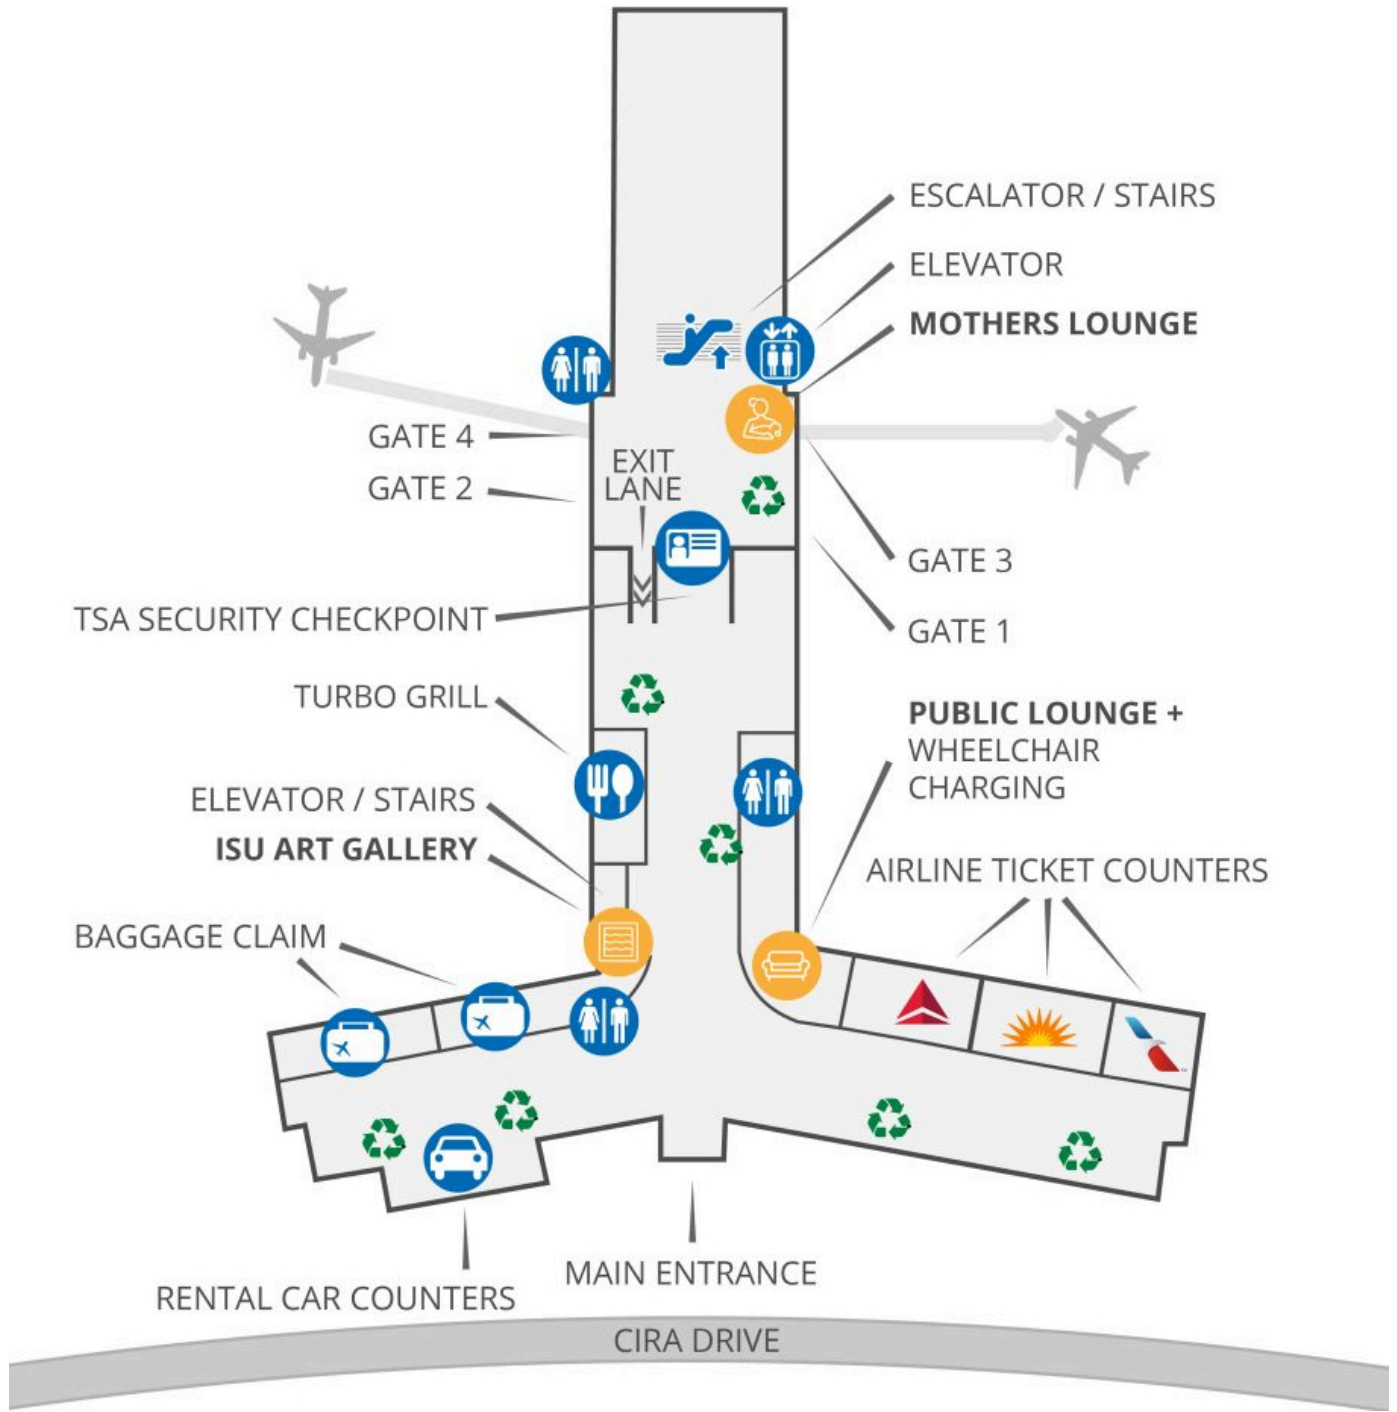 ESCALATOR / STAIRS
ELEVATOR
MOTHERS LOUNGE
GATE 4
EXIT
LANE
GATE 2
GATE 3
TSA SECURITY CHECKPOINT
GATE 1
TURBO GRILL
PUBLIC LOUNGE +
WHEELCHAIR
CHARGING
ELEVATOR / STAIRS
ISU ART GALLERY
AIRLINE TICKET COUNTERS
BAGGAGE CLAIM
MAIN ENTRANCE
RENTAL CAR COUNTERS
CIRA DRIVE